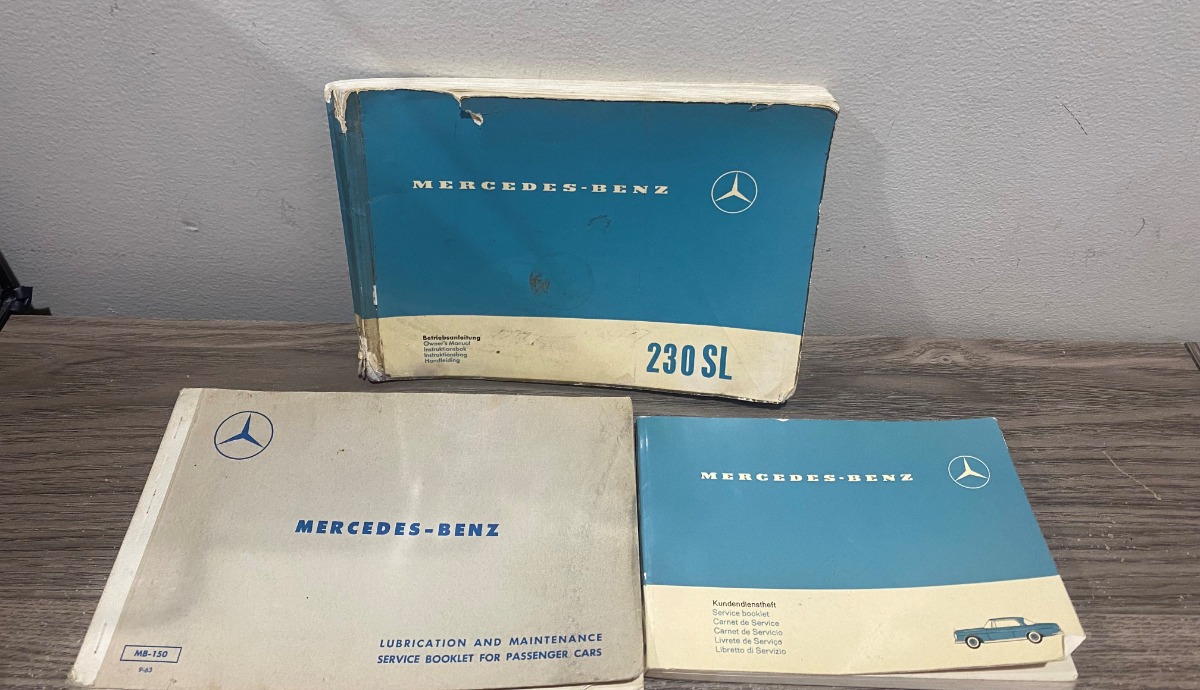 MERCEDES-BENZ
Betriebsanleitung
Owner's Manual
Instruktionsbok
Instruktionsbog
Handleiding
230 SL
MERCEDES-BENZ
LUBRICATION AND MAINTENANCE
SERVICE BOOKLET FOR PASSENGER CARS
MB-150
9-63
MERCEDES-BENZ
Kundendienstheft
Service booklet
Carnet de Service
Carnet de Servicio
Livrete de Serviço
Libretto di Servizio